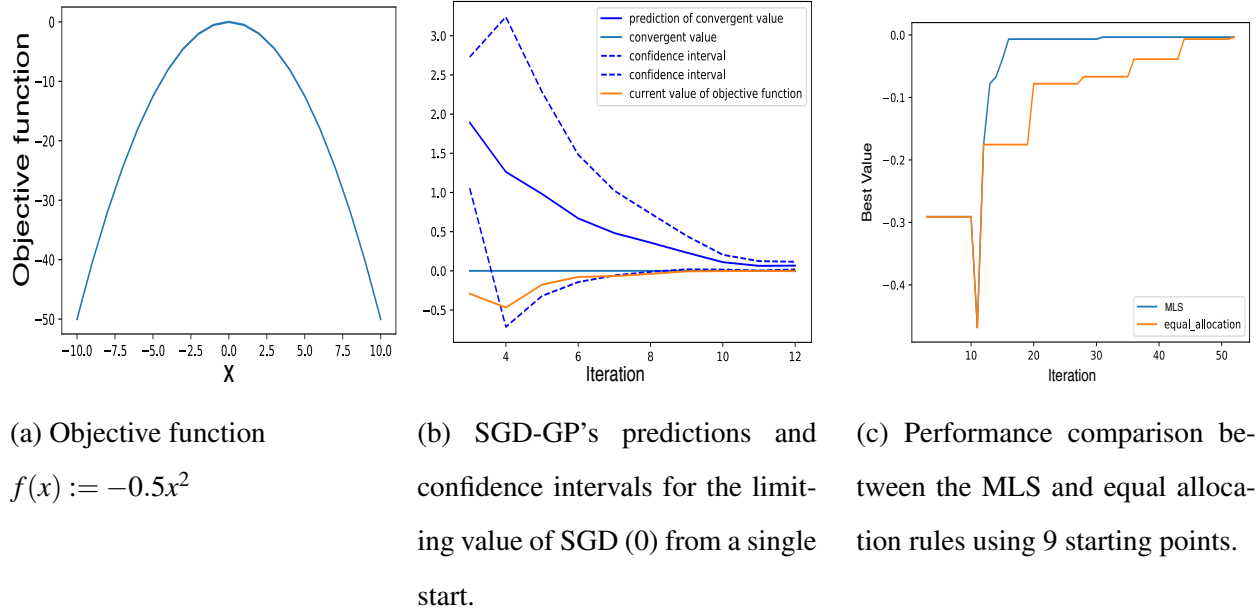 0
−10
−20
−30
−40
−50
Objective function
−10.0
−7.5
−5.0
−2.5
0.0
2.5
5.0
7.5
10.0
X
3.0
2.5
2.0
1.5
1.0
0.5
0.0
−0.5
prediction of convergent value
convergent value
confidence interval
confidence interval
current value of objective function
4
6
8
10
12
Iteration
0.0
−0.1
−0.2
−0.3
−0.4
Best Value
MLS
equal_allocation
10
20
30
40
50
Iteration
(a) Objective function
f(x) := −0.5x²
(b) SGD-GP's predictions and
confidence intervals for the limit-
ing value of SGD (0) from a single
start.
(c) Performance comparison be-
tween the MLS and equal alloca-
tion rules using 9 starting points.